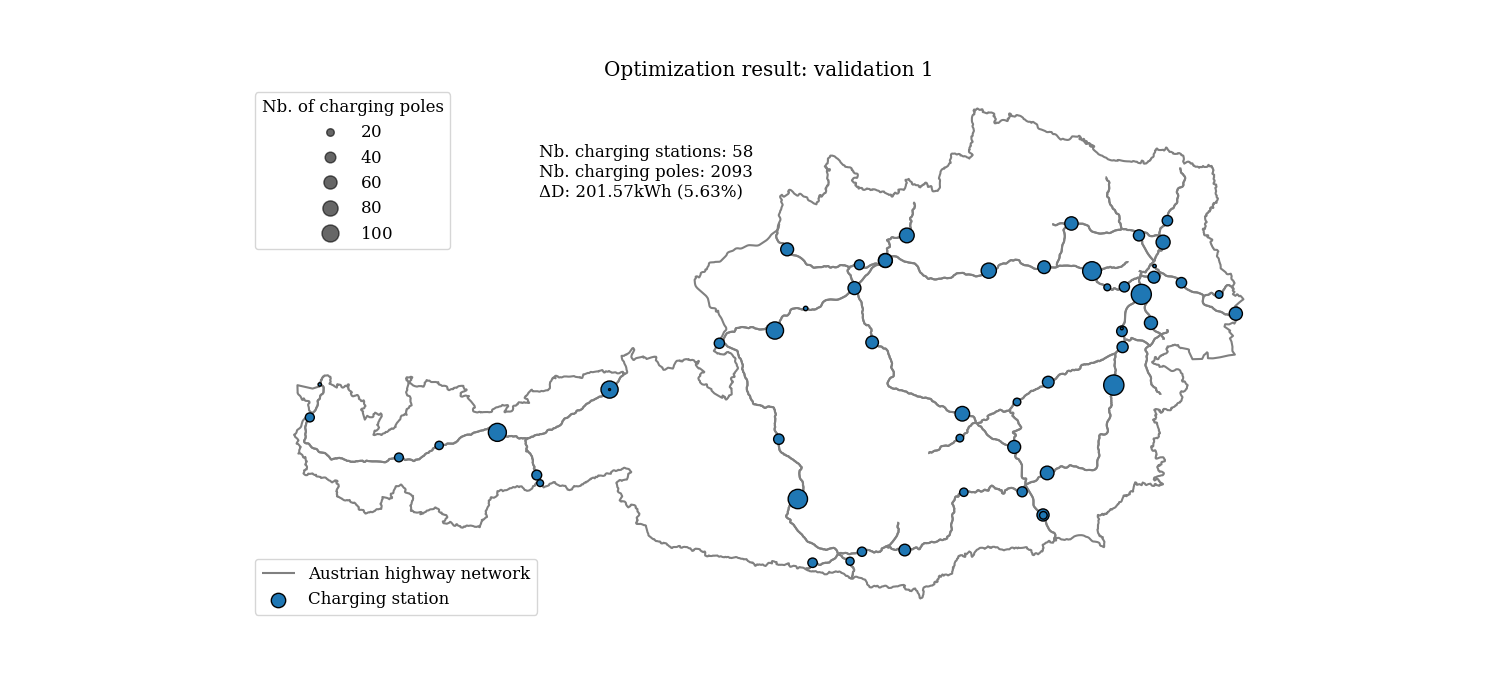 Optimization result: validation 1
Nb. of charging poles
20
40
60
80
100
Nb. charging stations: 58
Nb. charging poles: 2093
ΔD: 201.57kWh (5.63%)
Austrian highway network
Charging station